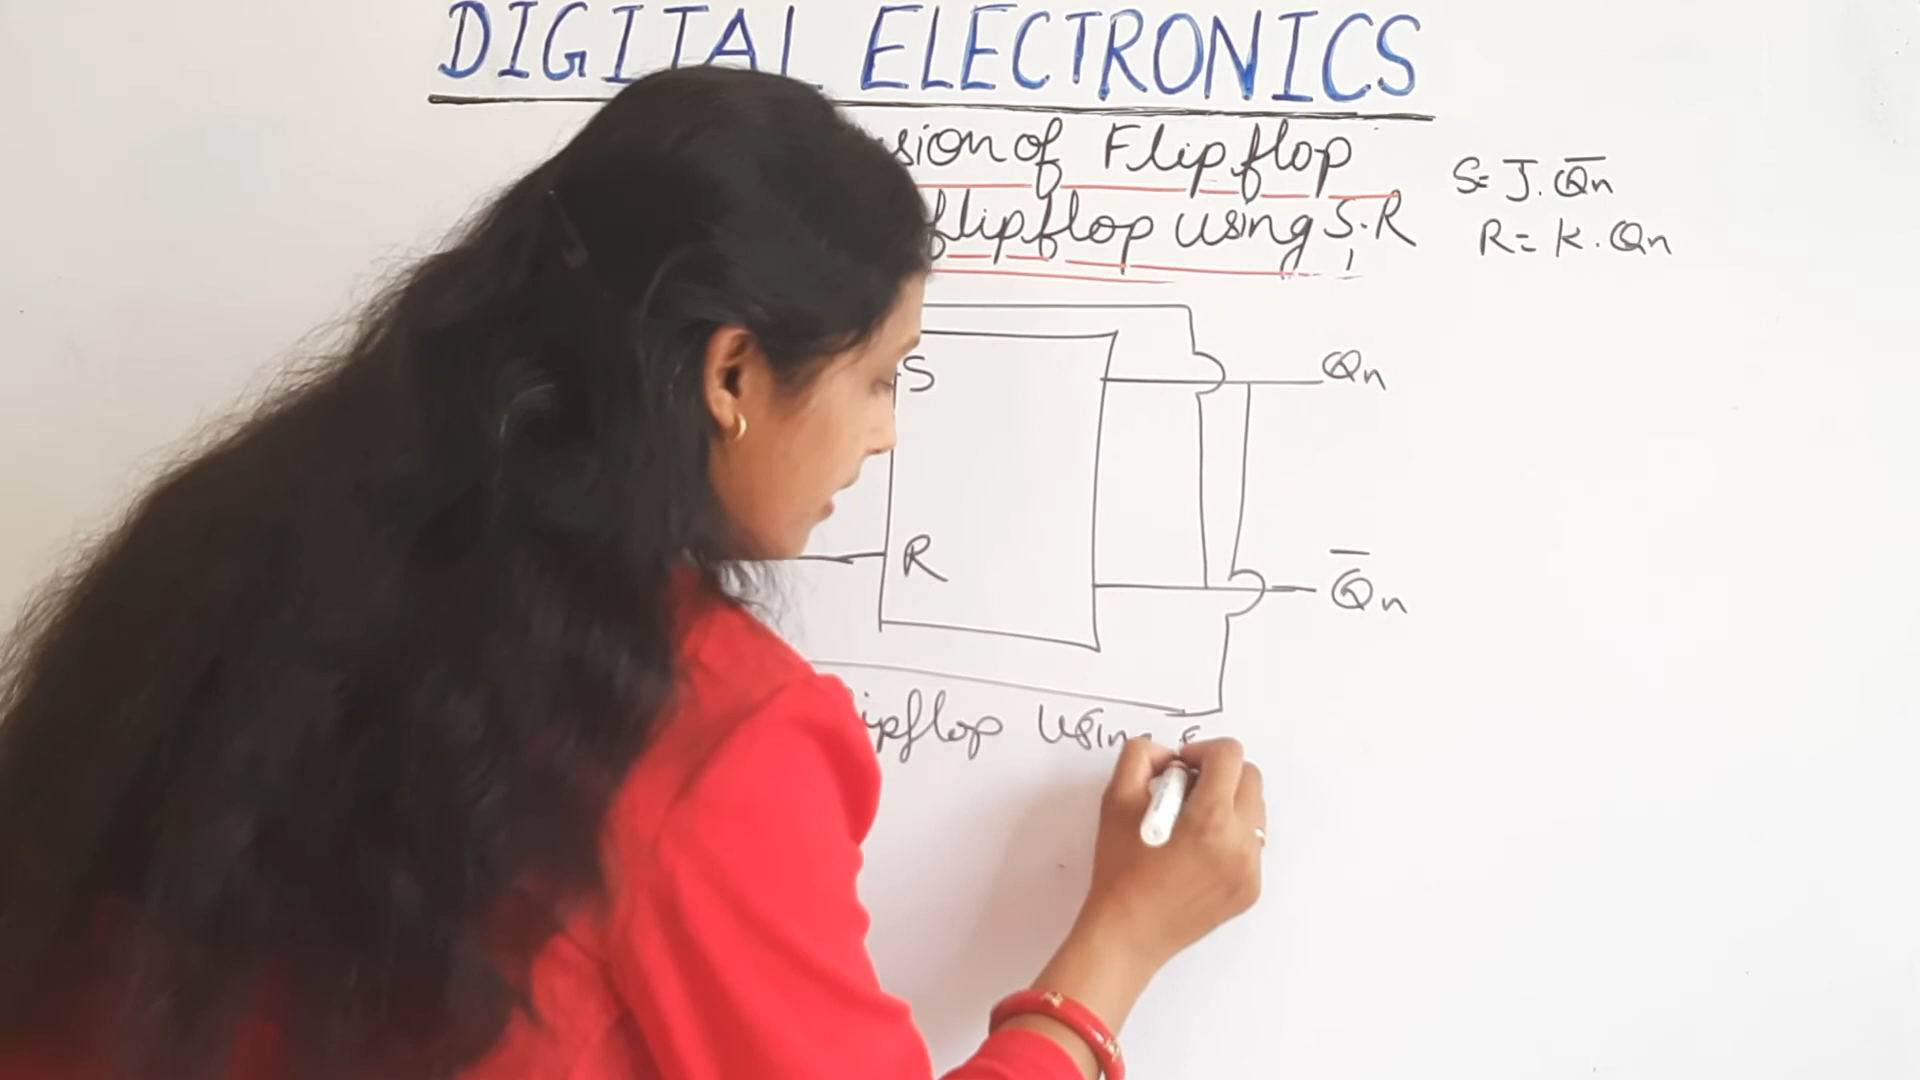 DIGITAL ELECTRONICS
sion of Flipflop
flipflop using S.R
S= J.Q̅n
R= K.Qn
S
Qn
R
Q̅n
ipflop Using